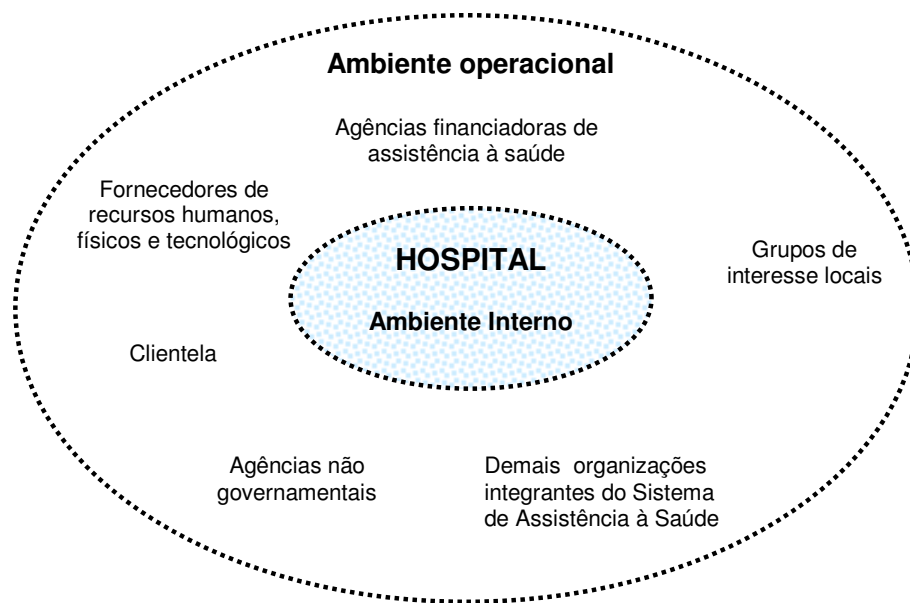 Ambiente operacional
Agências financiadoras de
assistência à saúde
Fornecedores de
recursos humanos,
físicos e tecnológicos
HOSPITAL
Ambiente Interno
Grupos de
interesse locais
Clientela
Agências não
governamentais
Demais organizações
integrantes do Sistema
de Assistência à Saúde